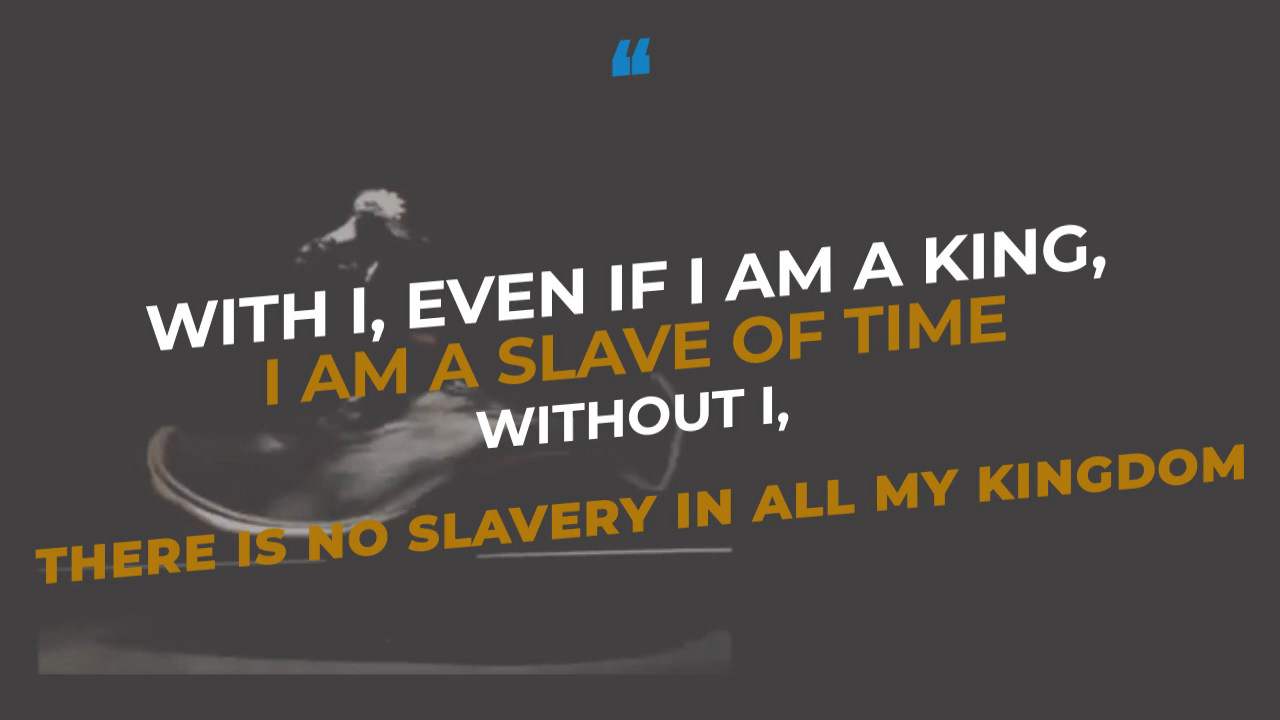 “
WITH I, EVEN IF I AM A KING,
I AM A SLAVE OF TIME
WITHOUT I,
THERE IS NO SLAVERY IN ALL MY KINGDOM